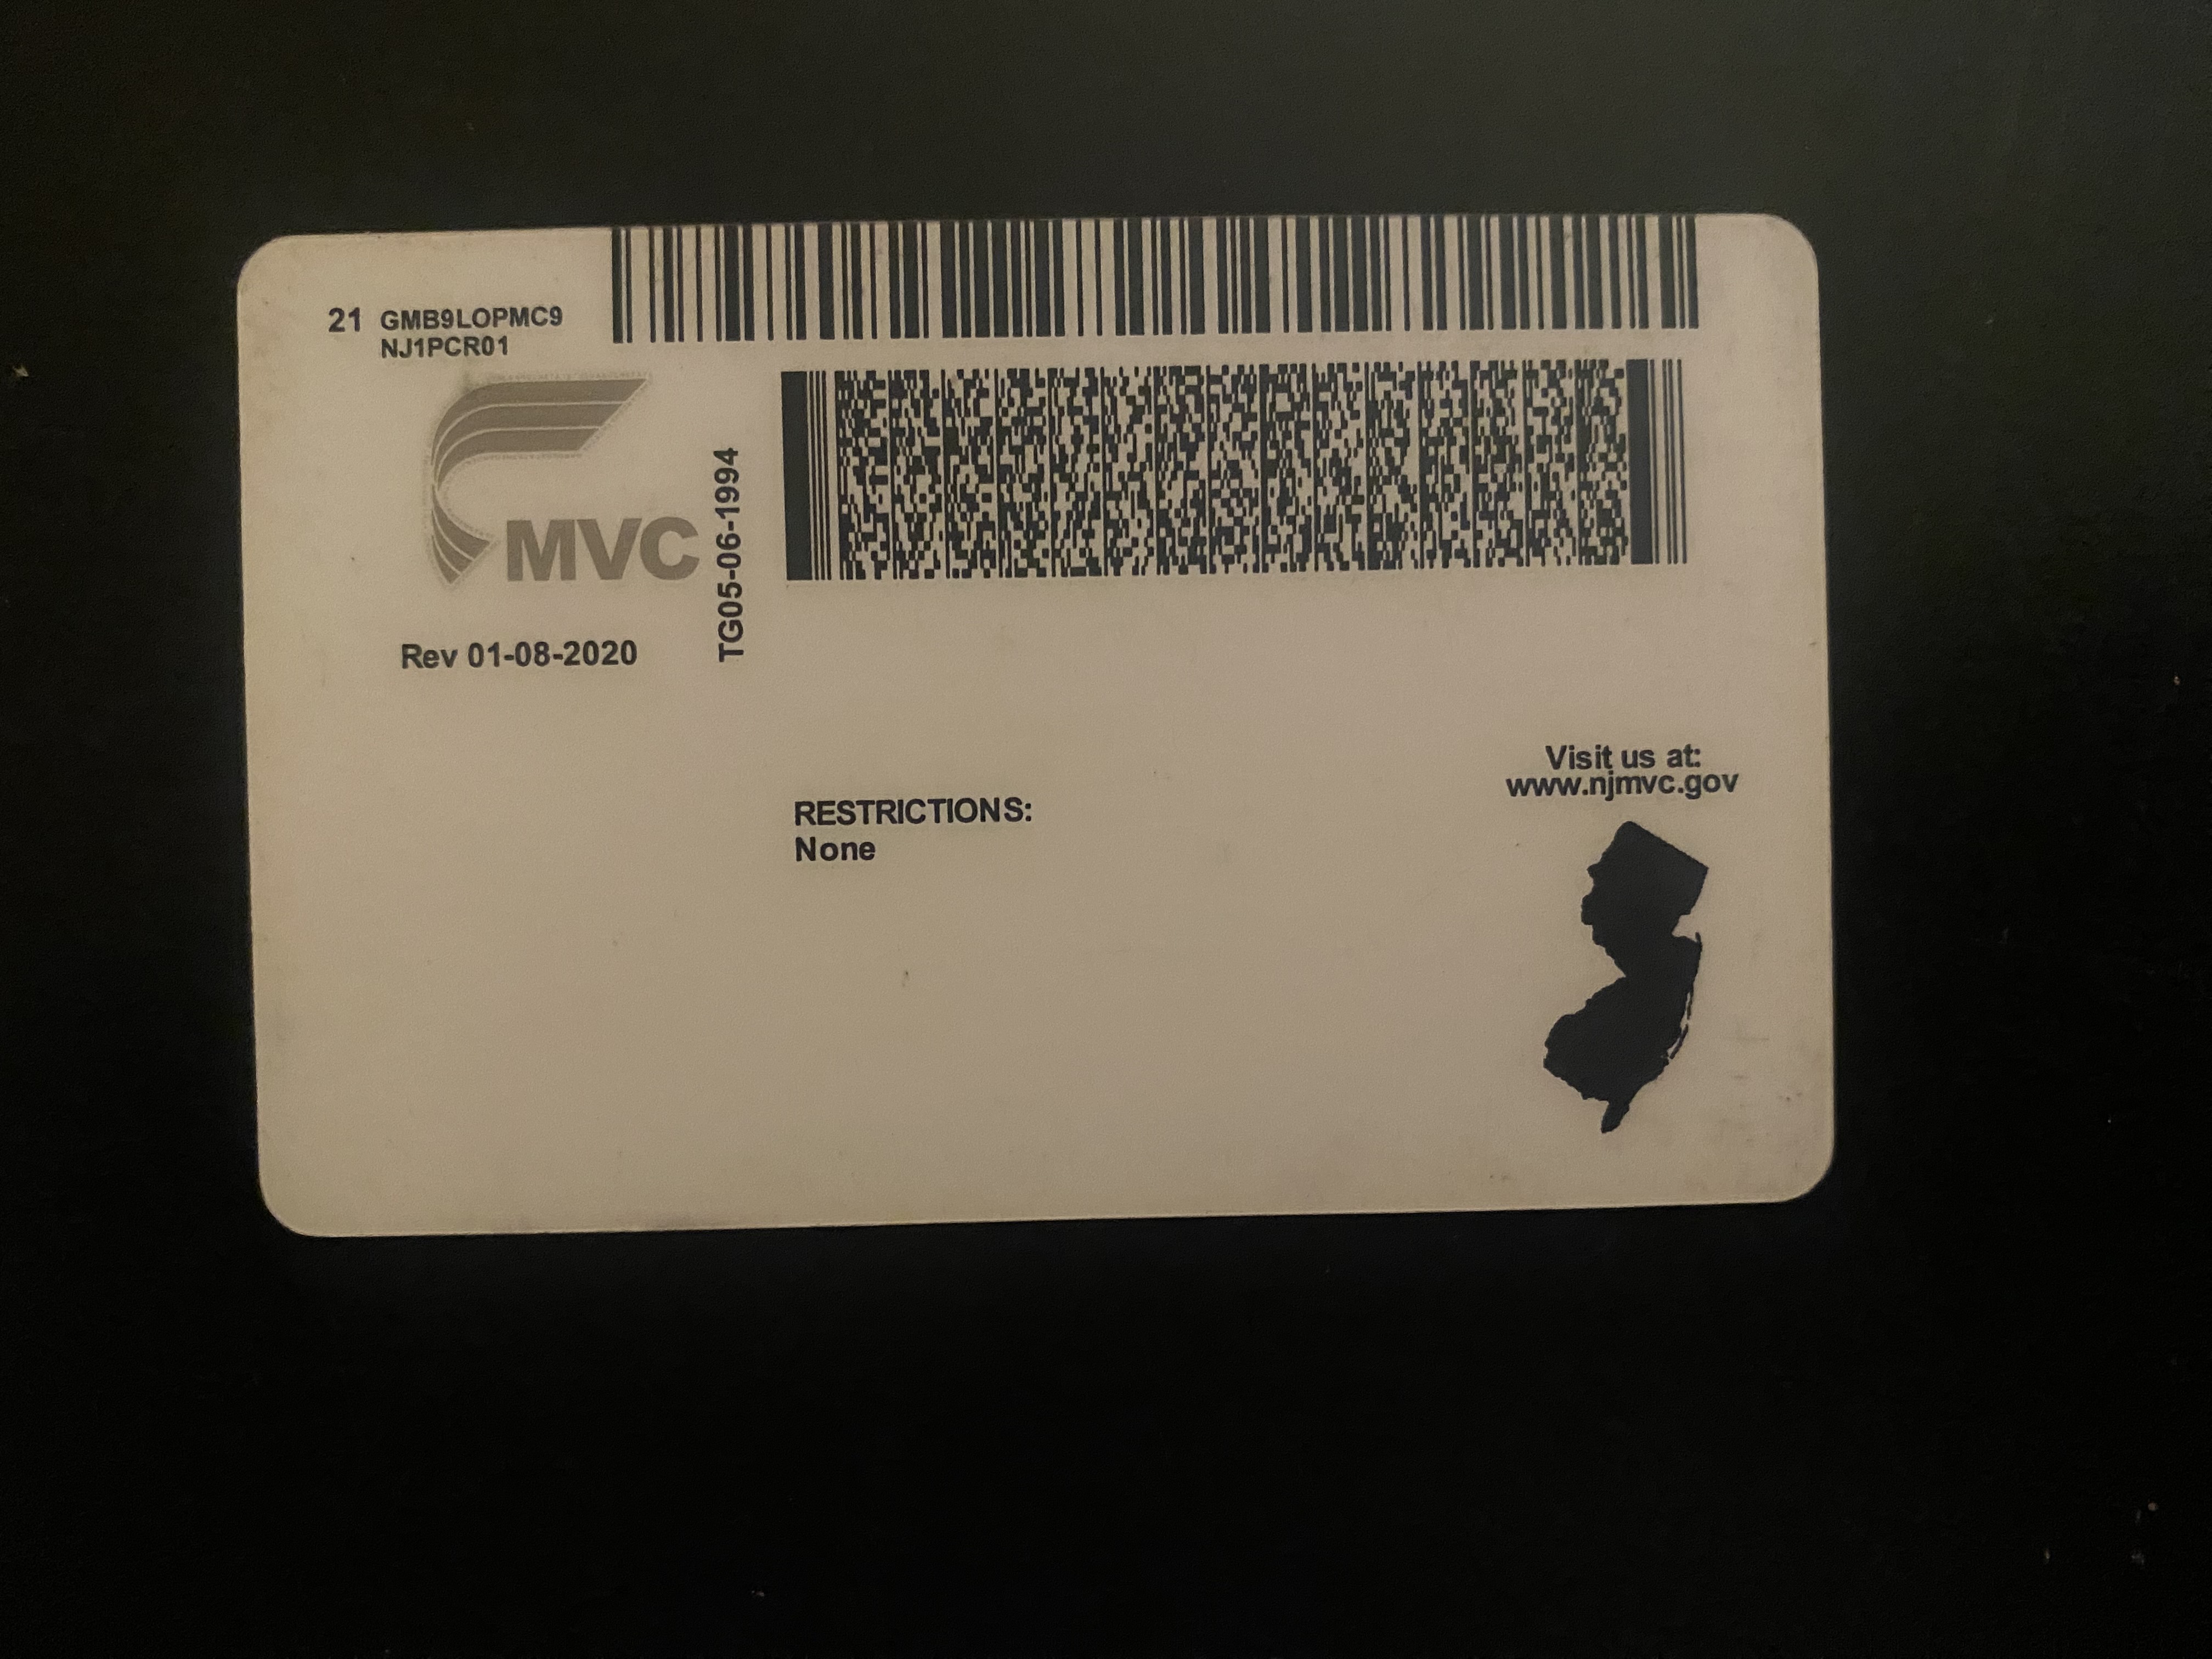 21 GMB9LOPMC9
NJ1PCR01
MVC
TG05-06-1994
Rev 01-08-2020
RESTRICTIONS:
None
Visit us at:
www.njmvc.gov